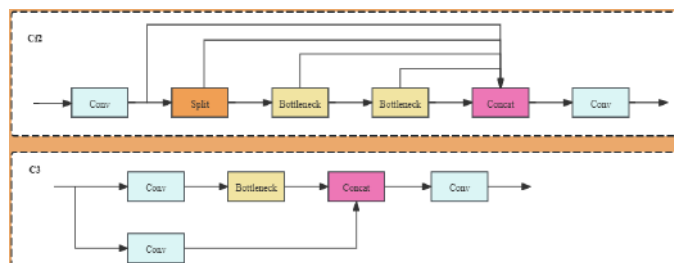 Cf2
Conv
Split
Bottleneck
Bottleneck
Concat
Conv
C3
Conv
Bottleneck
Concat
Conv
Conv